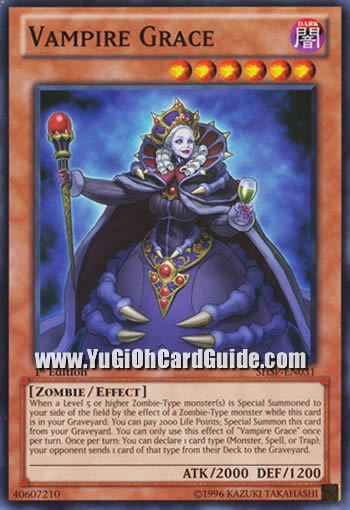 VAMPIRE GRACE
DARK
闇
www.YuGiOhCardGuide.com
1st Edition
SHSP-EN031
[ZOMBIE/EFFECT]
When a Level 5 or higher Zombie-Type monster(s) is Special Summoned to
your side of the field by the effect of a Zombie-Type monster while this card
is in your Graveyard: You can pay 2000 Life Points; Special Summon this
card from your Graveyard. You can only use this effect of "Vampire Grace" once
per turn. Once per turn: You can declare 1 card type (Monster, Spell, or Trap);
your opponent sends 1 card of that type from their Deck to the Graveyard.
ATK/2000 DEF/1200
40607210
©1996 KAZUKI TAKAHASHI